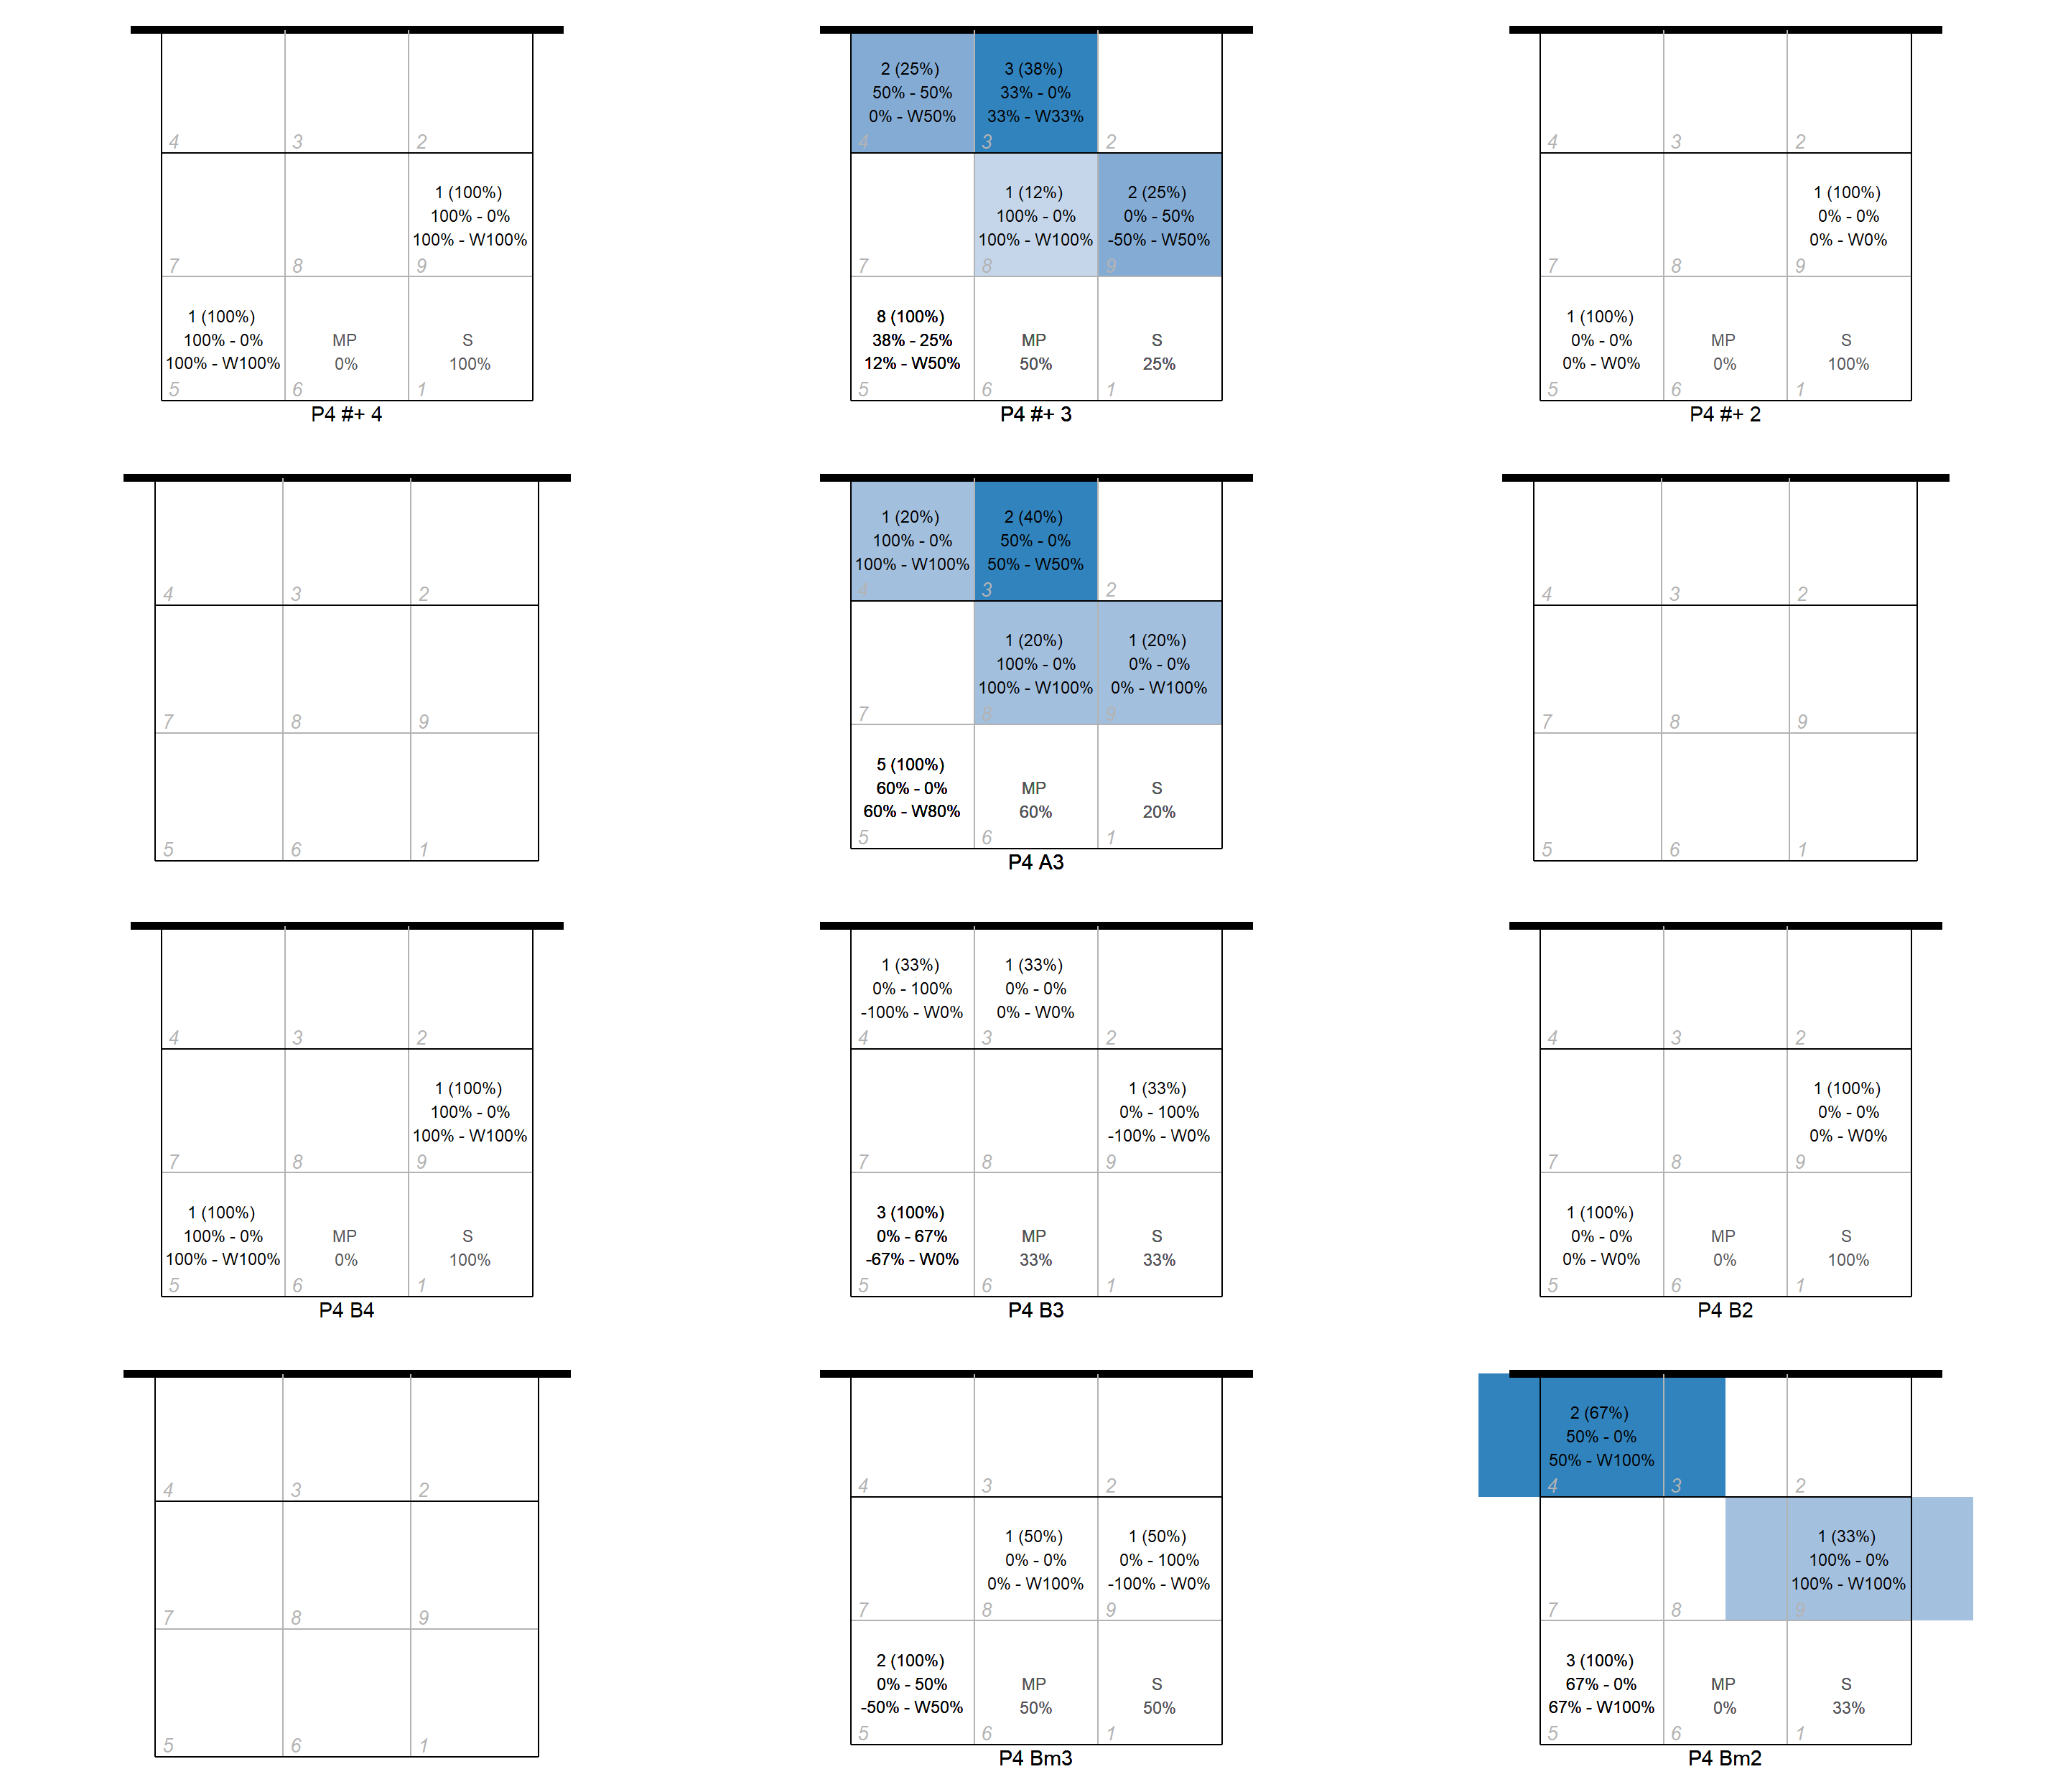 4
3
2
1 (100%)
100% - 0%
100% - W100%
7
8
9
1 (100%)
100% - 0%
100% - W100%
MP
0%
S
100%
5
6
1
P4 #+ 4
2 (25%)
50% - 50%
0% - W50%
3 (38%)
33% - 0%
33% - W33%
4
3
2
1 (12%)
100% - 0%
100% - W100%
2 (25%)
0% - 50%
-50% - W50%
7
8
9
8 (100%)
38% - 25%
12% - W50%
MP
50%
S
25%
5
6
1
P4 #+ 3
4
3
2
1 (100%)
0% - 0%
0% - W0%
7
8
9
1 (100%)
0% - 0%
0% - W0%
MP
0%
S
100%
5
6
1
P4 #+ 2
4
3
2
7
8
9
5
6
1
1 (20%)
100% - 0%
100% - W100%
2 (40%)
50% - 0%
50% - W50%
4
3
2
1 (20%)
100% - 0%
100% - W100%
1 (20%)
0% - 0%
0% - W100%
7
8
9
5 (100%)
60% - 0%
60% - W80%
MP
60%
S
20%
5
6
1
P4 A3
4
3
2
7
8
9
5
6
1
4
3
2
1 (100%)
100% - 0%
100% - W100%
7
8
9
1 (100%)
100% - 0%
100% - W100%
MP
0%
S
100%
5
6
1
P4 B4
1 (33%)
0% - 100%
-100% - W0%
1 (33%)
0% - 0%
0% - W0%
4
3
2
1 (33%)
0% - 100%
-100% - W0%
7
8
9
3 (100%)
0% - 67%
-67% - W0%
MP
33%
S
33%
5
6
1
P4 B3
4
3
2
1 (100%)
0% - 0%
0% - W0%
7
8
9
1 (100%)
0% - 0%
0% - W0%
MP
0%
S
100%
5
6
1
P4 B2
4
3
2
7
8
9
5
6
1
4
3
2
1 (50%)
0% - 0%
0% - W100%
1 (50%)
0% - 100%
-100% - W0%
7
8
9
2 (100%)
0% - 50%
-50% - W50%
MP
50%
S
50%
5
6
1
P4 Bm3
2 (67%)
50% - 0%
50% - W100%
4
3
2
1 (33%)
100% - 0%
100% - W100%
7
8
9
3 (100%)
67% - 0%
67% - W100%
MP
0%
S
33%
5
6
1
P4 Bm2